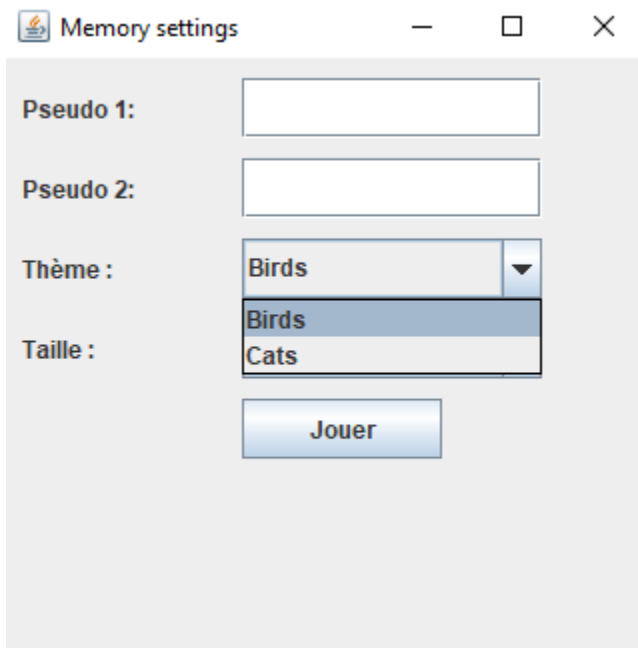 Memory settings
Pseudo 1:
Pseudo 2:
Thème : Birds
Birds
Cats
Taille :
Jouer